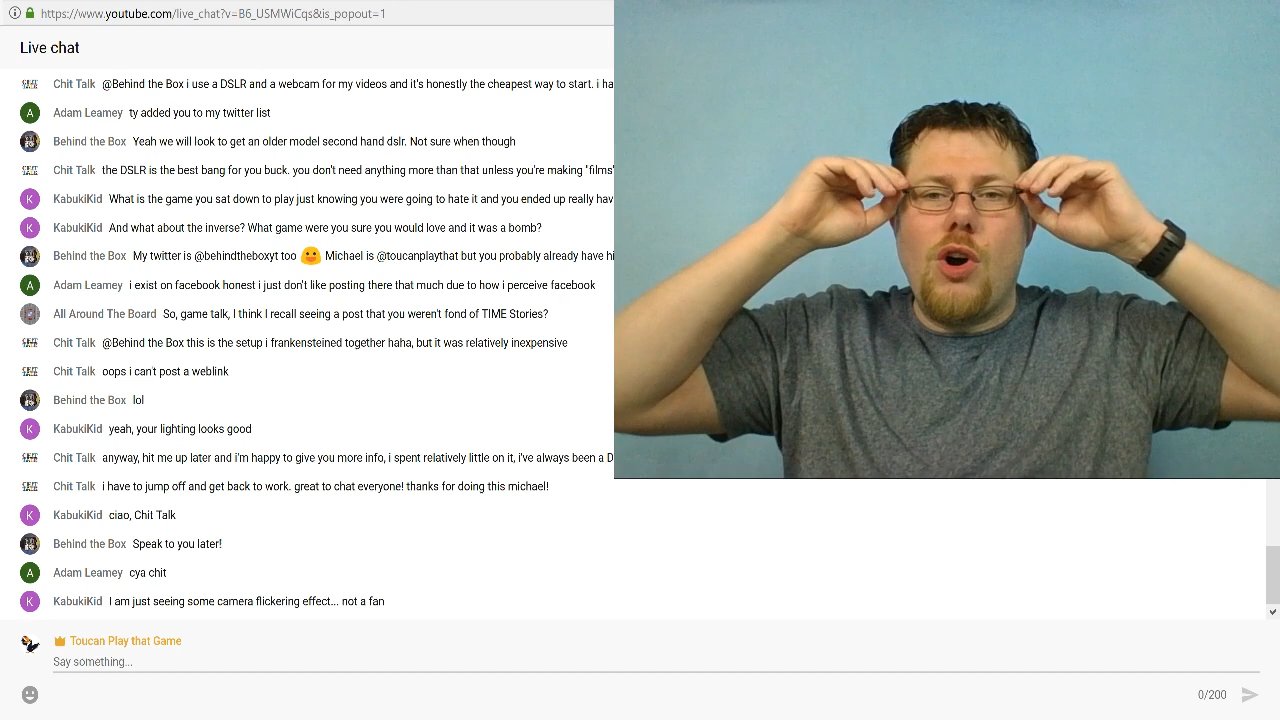 https://www.youtube.com/live_chat?v=B6_USMWiCqs&is_popout=1
Live chat
Chit Talk @Behind the Box i use a DSLR and a webcam for my videos and it's honestly the cheapest way to start. i ha
A Adam Leamey ty added you to my twitter list
Behind the Box Yeah we will look to get an older model second hand dslr. Not sure when though
Chit Talk the DSLR is the best bang for you buck. you don't need anything more than that unless you're making "films"
K KabukiKid What is the game you sat down to play just knowing you were going to hate it and you ended up really hav
K KabukiKid And what about the inverse? What game were you sure you would love and it was a bomb?
Behind the Box My twitter is @behindtheboxyt too Michael is @toucanplaythat but you probably already have hi
A Adam Leamey i exist on facebook honest i just don't like posting there that much due to how i perceive facebook
All Around The Board So, game talk, I think I recall seeing a post that you weren't fond of TIME Stories?
Chit Talk @Behind the Box this is the setup i frankensteined together haha, but it was relatively inexpensive
Chit Talk oops i can't post a weblink
Behind the Box lol
K KabukiKid yeah, your lighting looks good
Chit Talk anyway, hit me up later and i'm happy to give you more info, i spent relatively little on it, i've always been a D
Chit Talk i have to jump off and get back to work. great to chat everyone! thanks for doing this michael!
K KabukiKid ciao, Chit Talk
Behind the Box Speak to you later!
A Adam Leamey cya chit
K KabukiKid I am just seeing some camera flickering effect... not a fan
Toucan Play that Game
Say something...
0/200